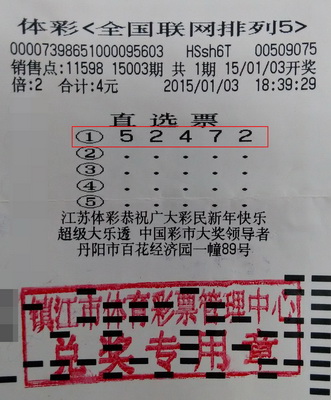 体彩<全国联网排列5>
00007398651000095603 HSsh6T 00509075
销售点:11598 15003期 共 1期 15/01/03开奖
倍:2 合计:4元 2015/01/03 18:39:29
直选票
① 5 2 4 7 2
② . . . . .
③ . . . . .
④ . . . . .
⑤ . . . . .
江苏体彩恭祝广大彩民新年快乐
超级大乐透 中国彩市大奖领导者
丹阳市百花经济园一幢89号
镇江市体育彩票管理中心
兑奖专用章